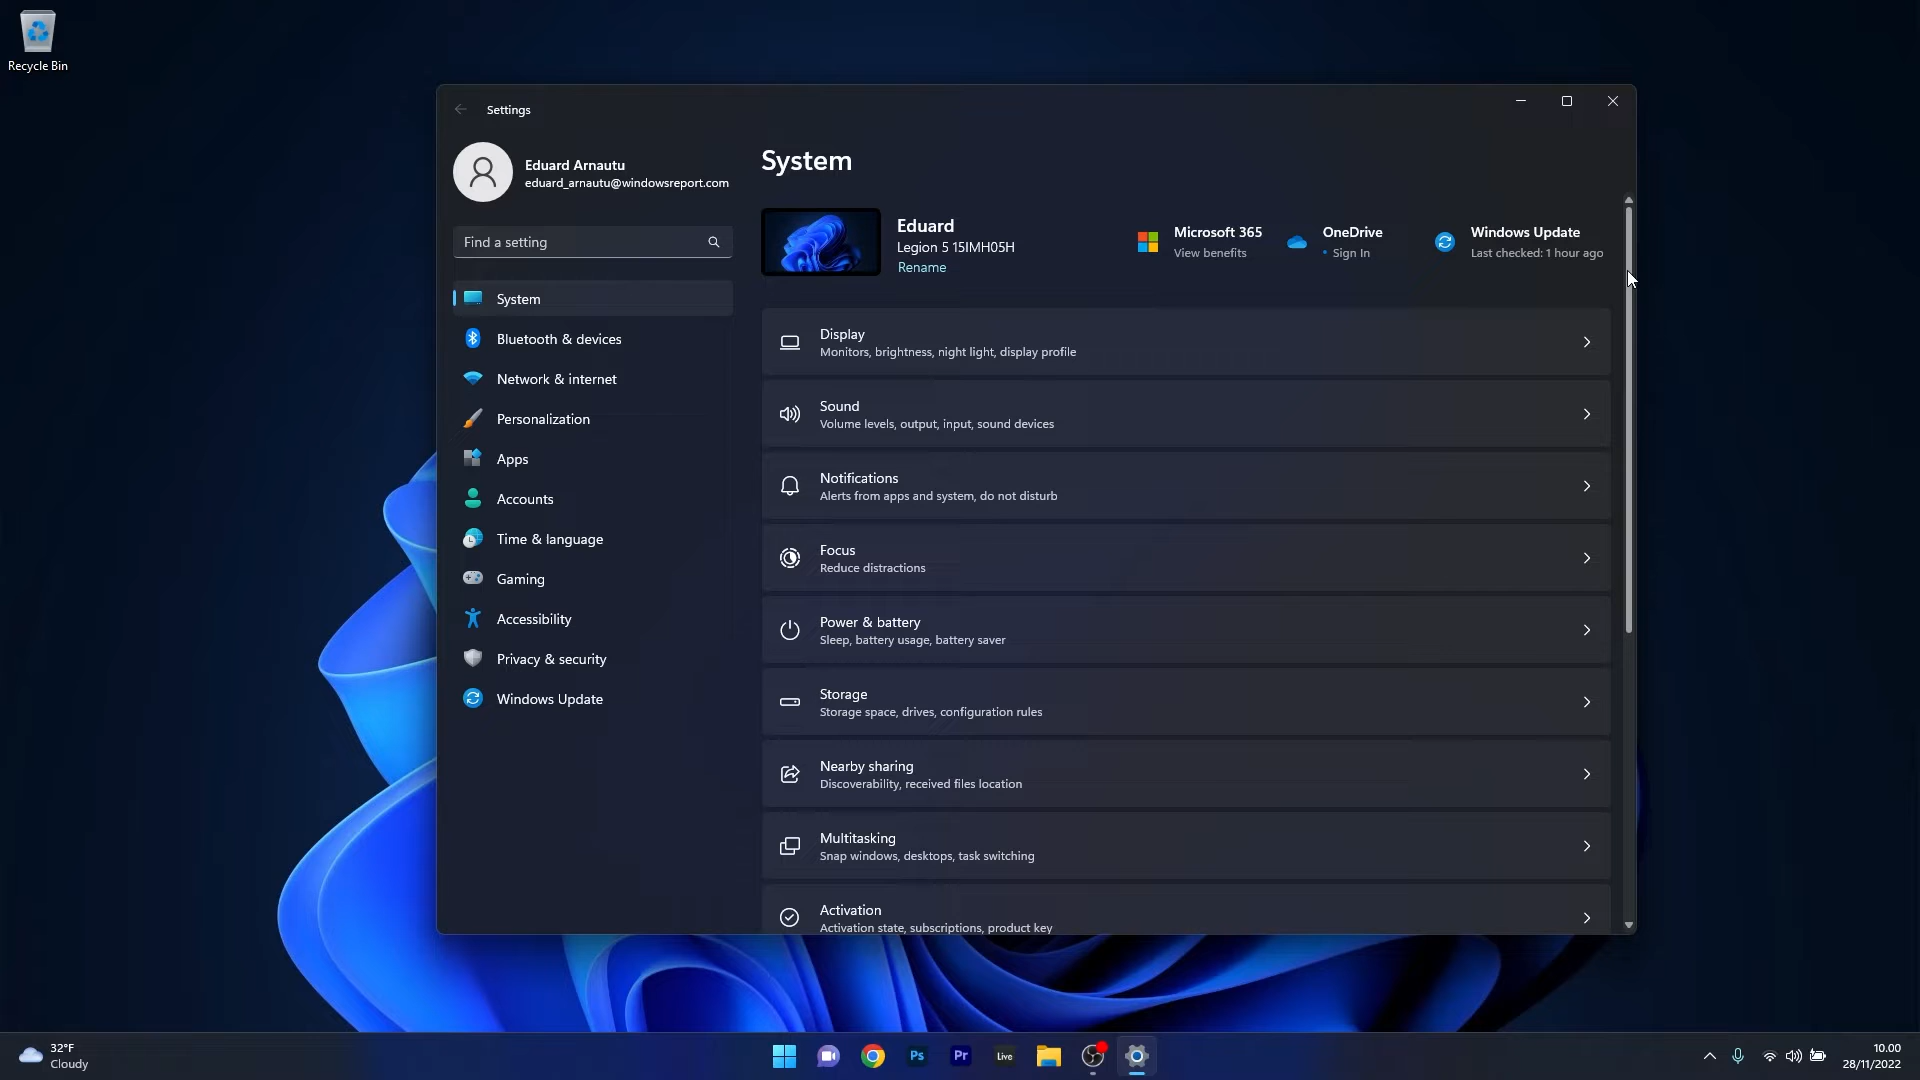 Recycle Bin
Settings
Eduard Arnautu
eduard_arnautu@windowsreport.com
Find a setting
System
Bluetooth & devices
Network & internet
Personalization
Apps
Accounts
Time & language
Gaming
Accessibility
Privacy & security
Windows Update
System
Eduard
Legion 5 15IMH05H
Rename
Microsoft 365
View benefits
OneDrive
• Sign In
Windows Update
Last checked: 1 hour ago
Display
Monitors, brightness, night light, display profile
Sound
Volume levels, output, input, sound devices
Notifications
Alerts from apps and system, do not disturb
Focus
Reduce distractions
Power & battery
Sleep, battery usage, battery saver
Storage
Storage space, drives, configuration rules
Nearby sharing
Discoverability, received files location
Multitasking
Snap windows, desktops, task switching
Activation
Activation state, subscriptions, product key
32°F
Cloudy
Ps
Pr
Live
10.00
28/11/2022